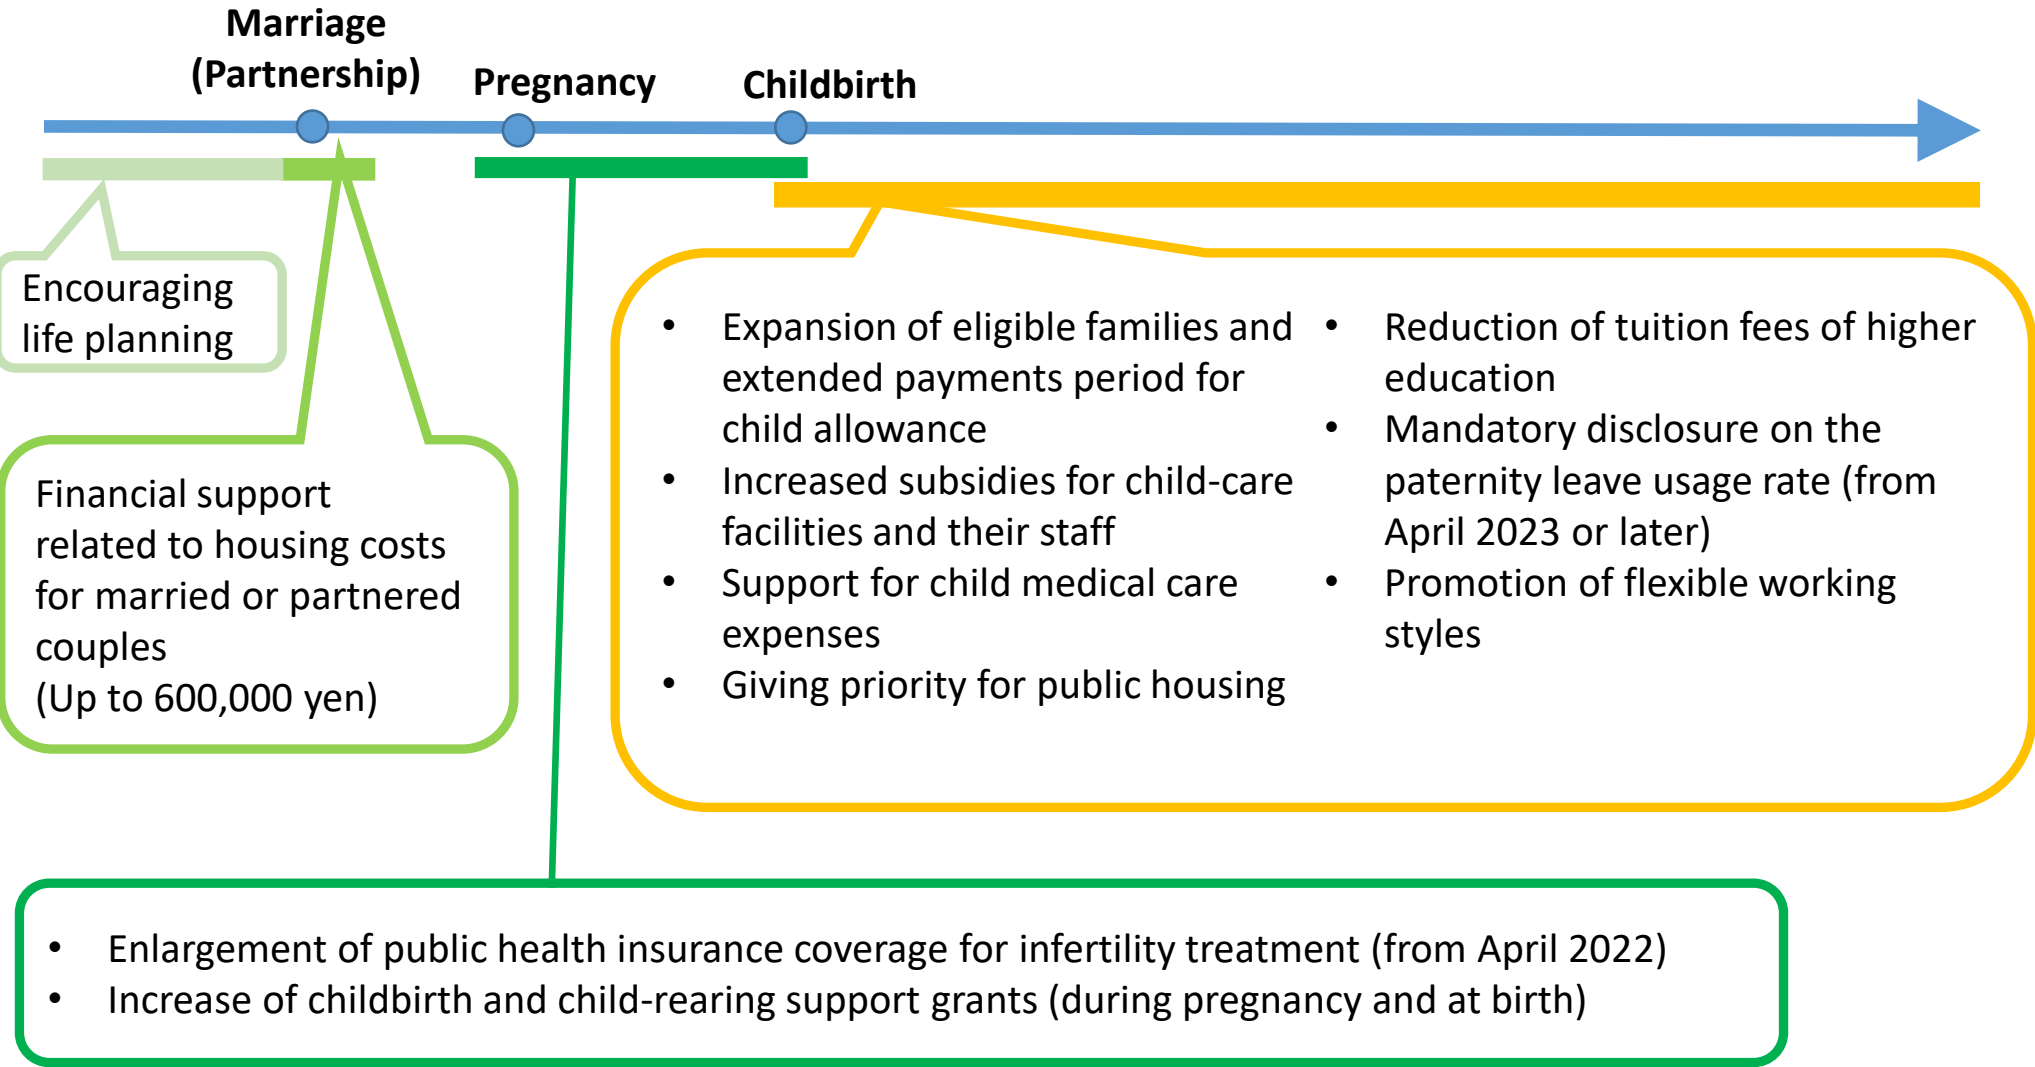 Marriage
(Partnership)
Pregnancy
Childbirth
Encouraging
life planning
Financial support
related to housing costs
for married or partnered
couples
(Up to 600,000 yen)
• Expansion of eligible families and
extended payments period for
child allowance
• Increased subsidies for child-care
facilities and their staff
• Support for child medical care
expenses
• Giving priority for public housing
• Reduction of tuition fees of higher
education
• Mandatory disclosure on the
paternity leave usage rate (from
April 2023 or later)
• Promotion of flexible working
styles
• Enlargement of public health insurance coverage for infertility treatment (from April 2022)
• Increase of childbirth and child-rearing support grants (during pregnancy and at birth)